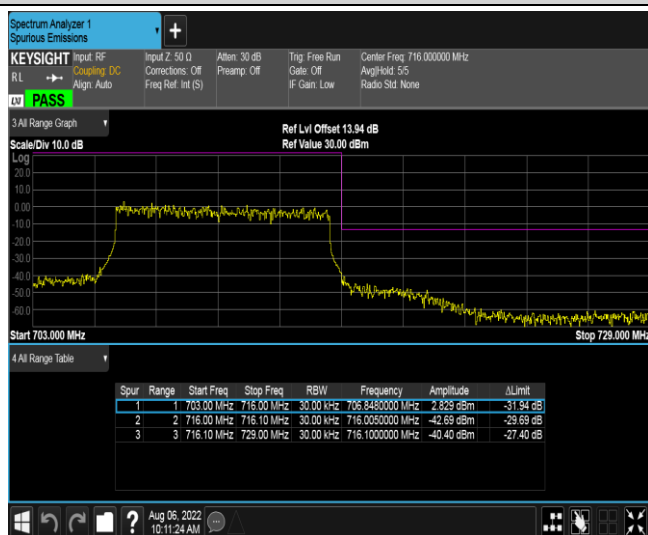 Spectrum Analyzer 1
Spurious Emissions
+
KEYSIGHT Input: RF Input Z: 50 Ω Atten: 30 dB Trig: Free Run Center Freq: 716.000000 MHz
RL Coupling: DC Corrections: Off Preamp: Off Gate: Off Avg|Hold: 5/5
Align: Auto Freq Ref: Int (S) IF Gain: Low Radio Std: None
LXI PASS
3 All Range Graph
Ref Lvl Offset 13.94 dB
Scale/Div 10.0 dB Ref Value 30.00 dBm
Log
20.0
10.0
0.00
-10.0
-20.0
-30.0
-40.0
-50.0
-60.0
Start 703.000 MHz Stop 729.000 MHz
4 All Range Table
Spur Range Start Freq Stop Freq RBW Frequency Amplitude ΔLimit
1 1 703.00 MHz 716.00 MHz 30.00 kHz 706.8480000 MHz 2.829 dBm -31.94 dB
2 2 716.00 MHz 716.10 MHz 30.00 kHz 716.0050000 MHz -42.69 dBm -29.69 dB
3 3 716.10 MHz 729.00 MHz 30.00 kHz 716.1000000 MHz -40.40 dBm -27.40 dB
? Aug 06, 2022
10:11:24 AM